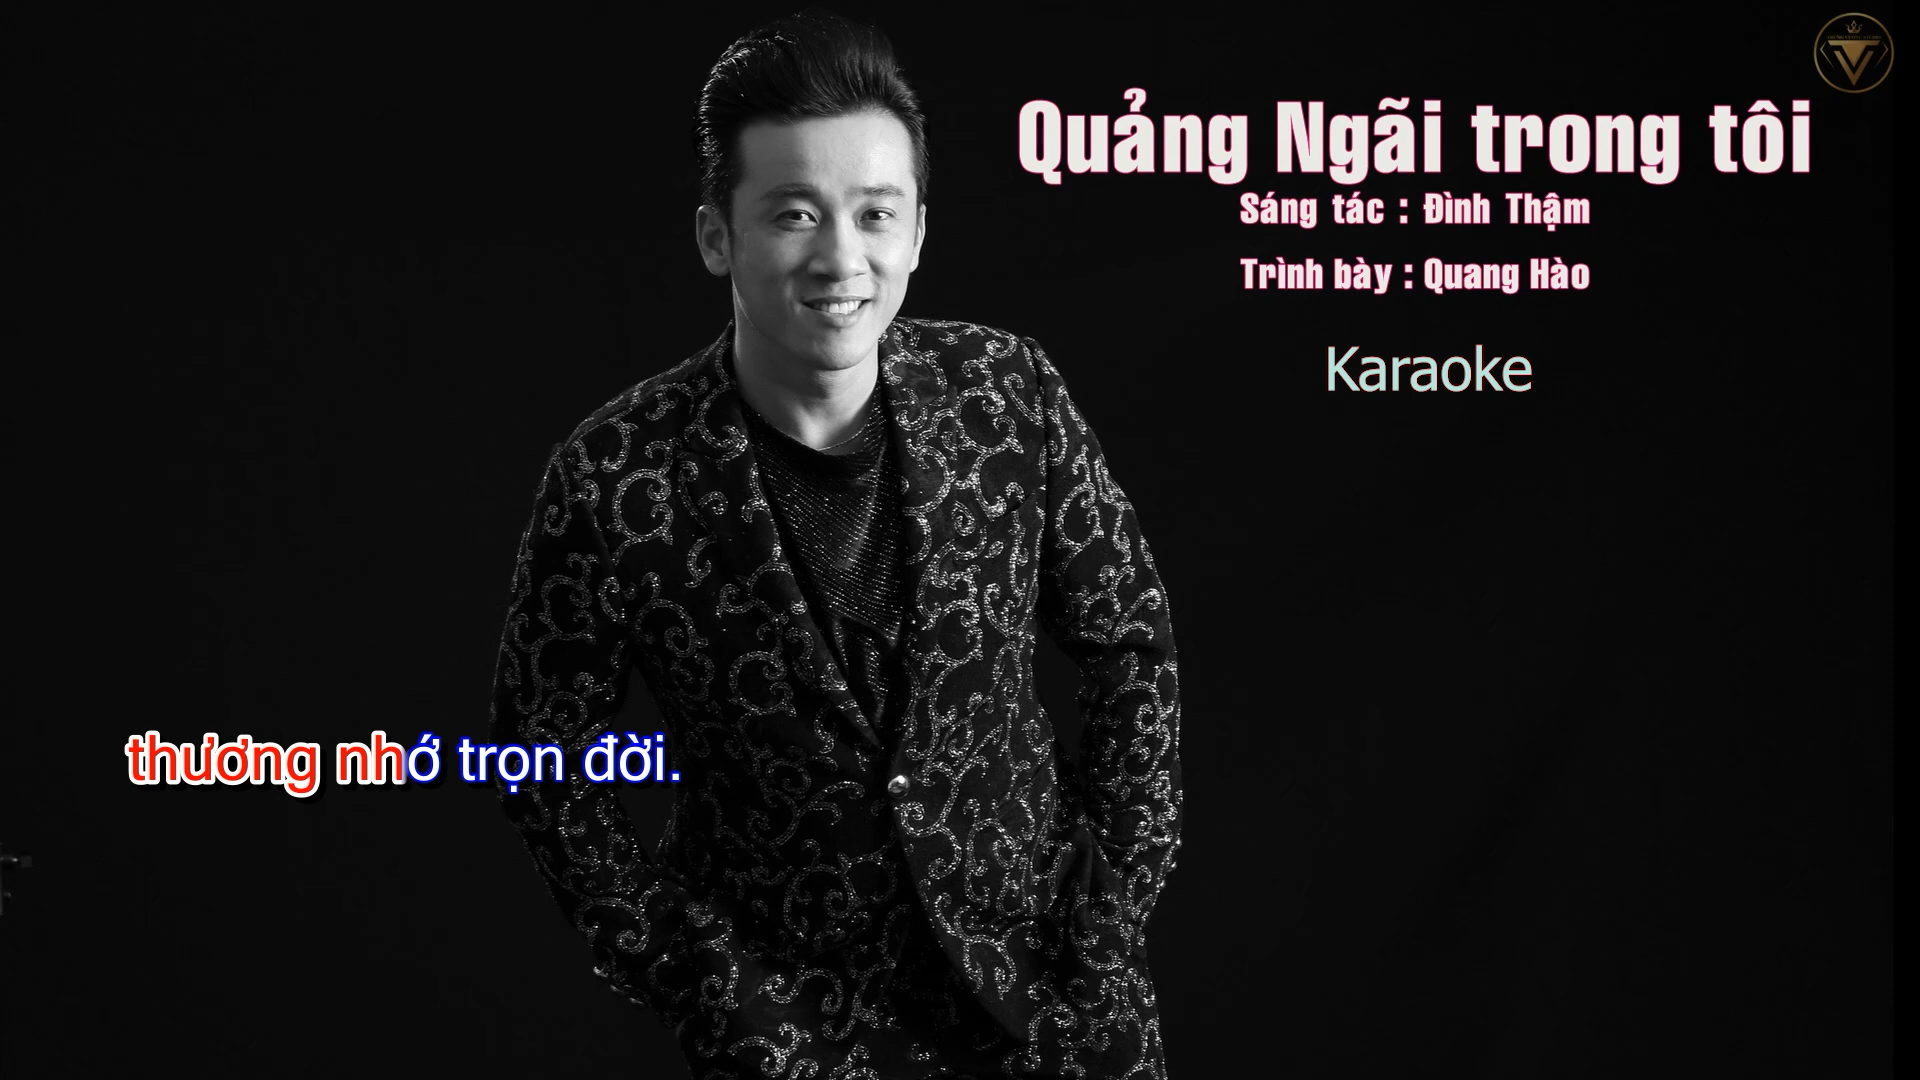 Quảng Ngãi trong tôi
Sáng tác : Đình Thậm
Trình bày : Quang Hào
Karaoke
thương nhớ trọn đời.